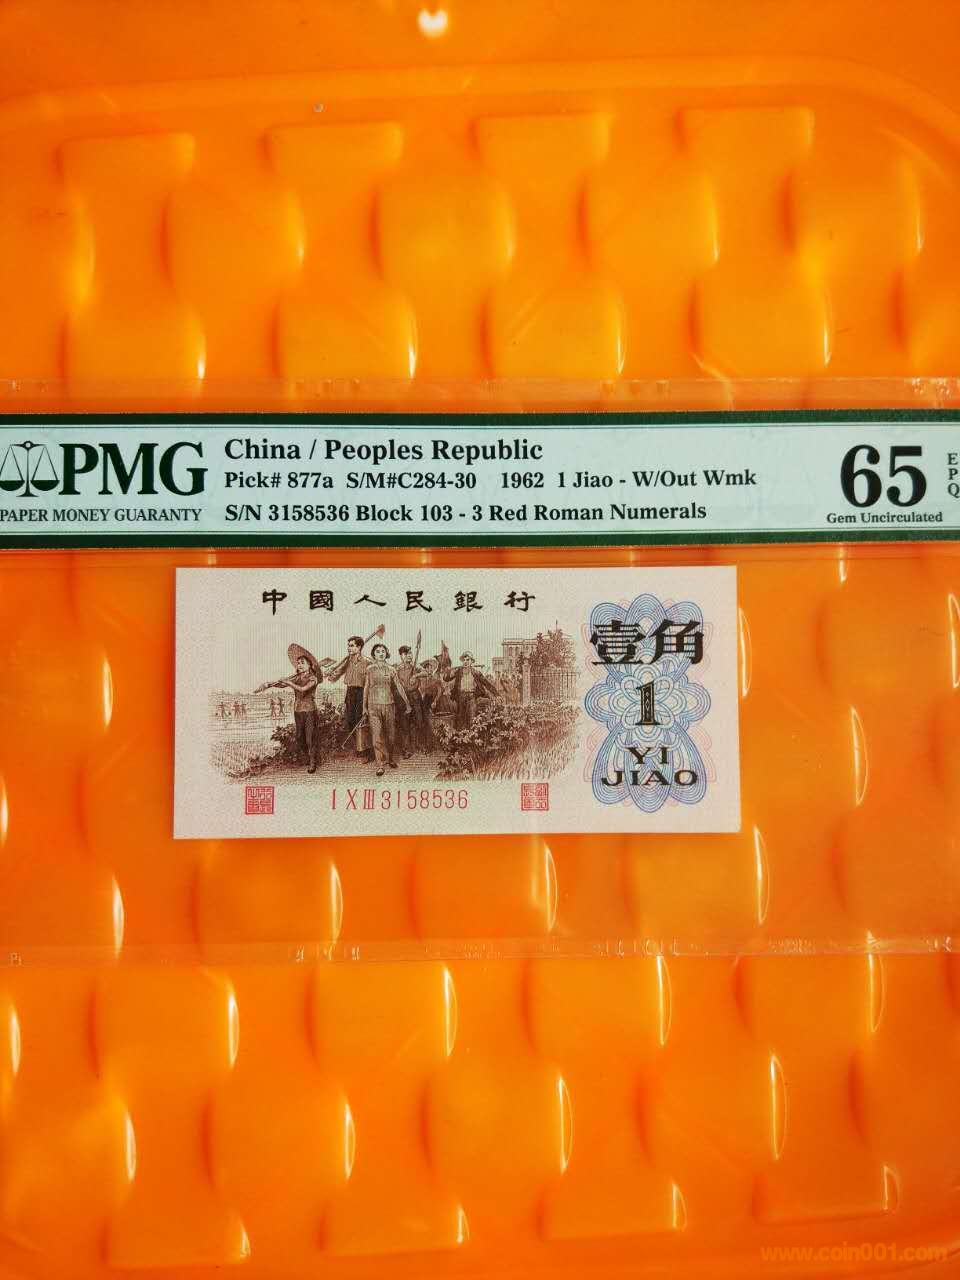 PMG
PAPER MONEY GUARANTY
China / Peoples Republic
Pick# 877a S/M#C284-30 1962 1 Jiao - W/Out Wmk
S/N 3158536 Block 103 - 3 Red Roman Numerals
65
EPQ
Gem Uncirculated
中國人民銀行
壹角
1
YI
JIAO
I X III 3158536
www.coin001.com